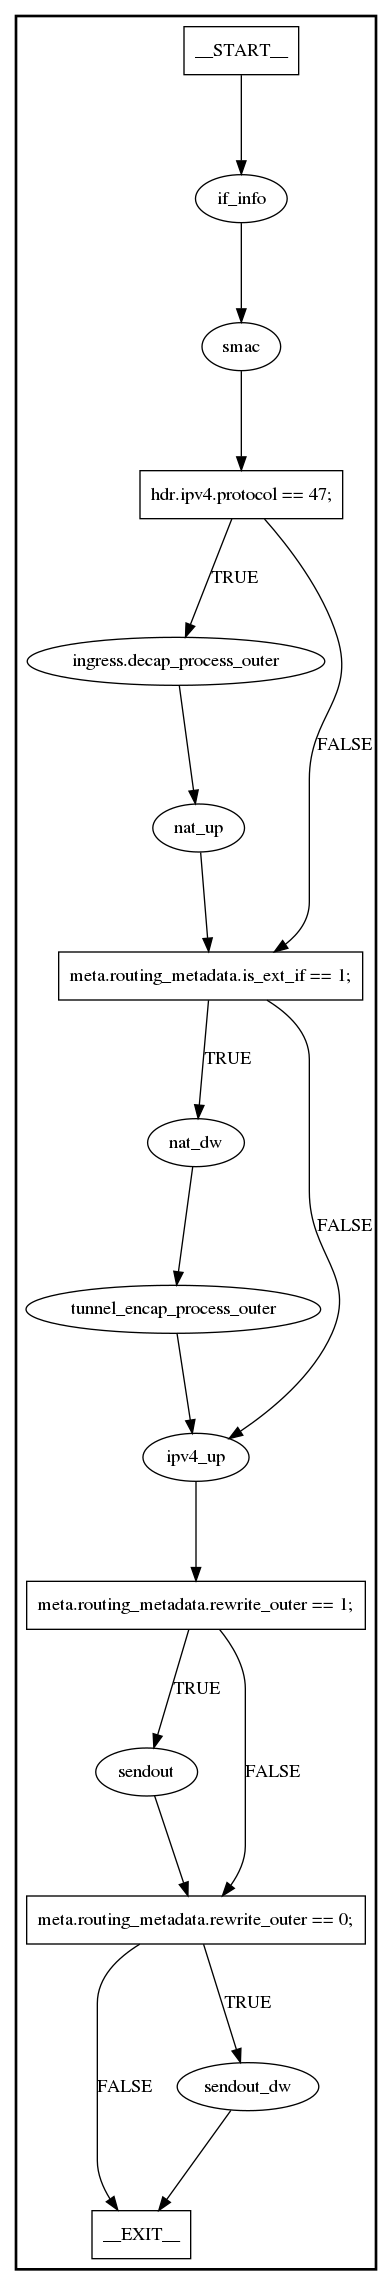 __START__
if_info
smac
hdr.ipv4.protocol == 47;
TRUE
ingress.decap_process_outer
FALSE
nat_up
meta.routing_metadata.is_ext_if == 1;
TRUE
nat_dw
FALSE
tunnel_encap_process_outer
ipv4_up
meta.routing_metadata.rewrite_outer == 1;
TRUE
sendout
FALSE
meta.routing_metadata.rewrite_outer == 0;
TRUE
FALSE
sendout_dw
__EXIT__